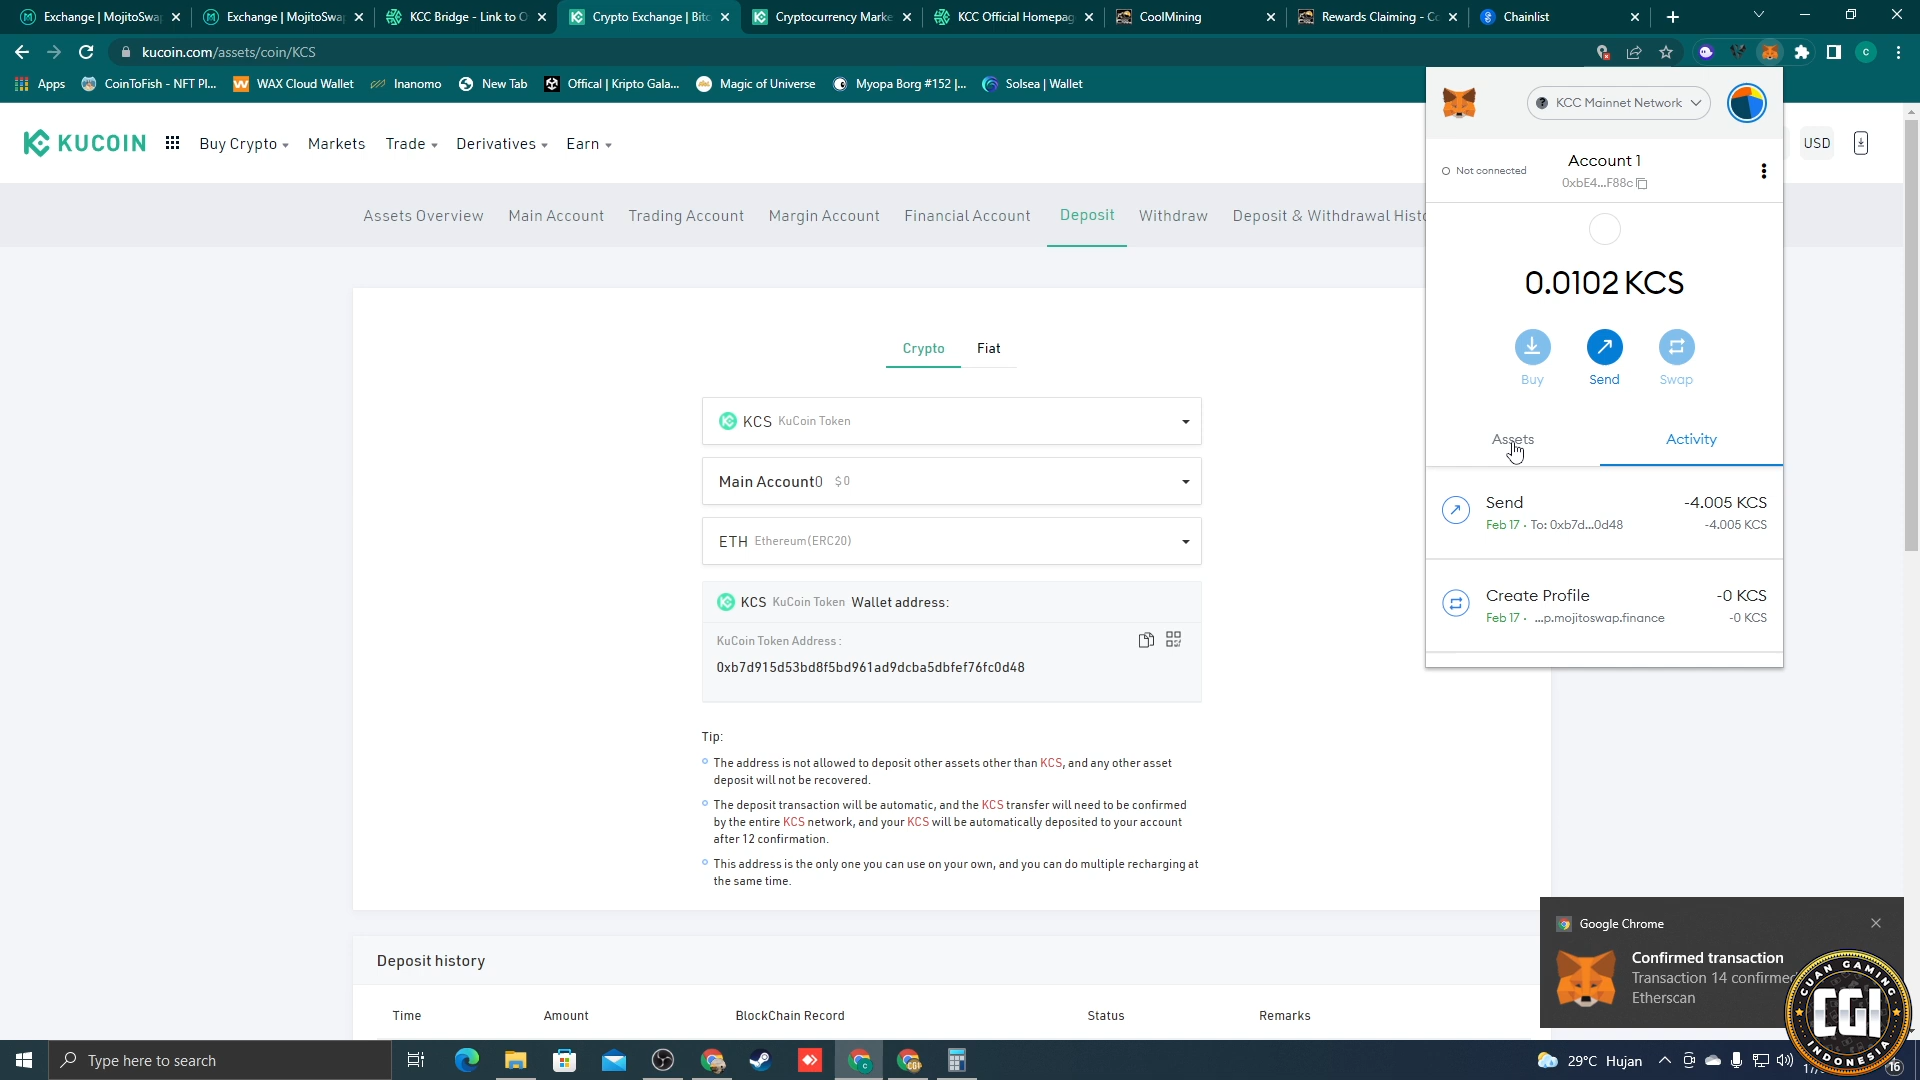 Exchange | MojitoSwa
Exchange | MojitoSwa
KCC Bridge - Link to O
Crypto Exchange | Bitc
Cryptocurrency Marke
KCC Official Homepag
CoolMining
Rewards Claiming - Co
Chainlist
kucoin.com/assets/coin/KCS
Apps
CoinToFish - NFT Pl...
WAX Cloud Wallet
Inanomo
New Tab
Offical | Kripto Gala...
Magic of Universe
Myopa Borg #152 |...
Solsea | Wallet
KUCOIN
Buy Crypto
Markets
Trade
Derivatives
Earn
USD
Assets Overview
Main Account
Trading Account
Margin Account
Financial Account
Deposit
Withdraw
Deposit & Withdrawal Histo
Crypto
Fiat
KCS KuCoin Token
Main Account0 $0
ETH Ethereum(ERC20)
KCS KuCoin Token Wallet address:
KuCoin Token Address :
0xb7d915d53bd8f5bd961ad9dcba5dbfef76fc0d48
Tip:
The address is not allowed to deposit other assets other than KCS, and any other asset
deposit will not be recovered.
The deposit transaction will be automatic, and the KCS transfer will need to be confirmed
by the entire KCS network, and your KCS will be automatically deposited to your account
after 12 confirmation.
This address is the only one you can use on your own, and you can do multiple recharging at
the same time.
Deposit history
Time
Amount
BlockChain Record
Status
Remarks
KCC Mainnet Network
Not connected
Account 1
0xbE4...F88c
0.0102 KCS
Buy
Send
Swap
Assets
Activity
Send
-4.005 KCS
Feb 17 · To: 0xb7d...0d48
-4.005 KCS
Create Profile
-0 KCS
Feb 17 · ...p.mojitoswap.finance
-0 KCS
Google Chrome
Confirmed transaction
Transaction 14 confirmed
Etherscan
CUAN GAMING
CGI
INDONESIA
Type here to search
29°C Hujan
16